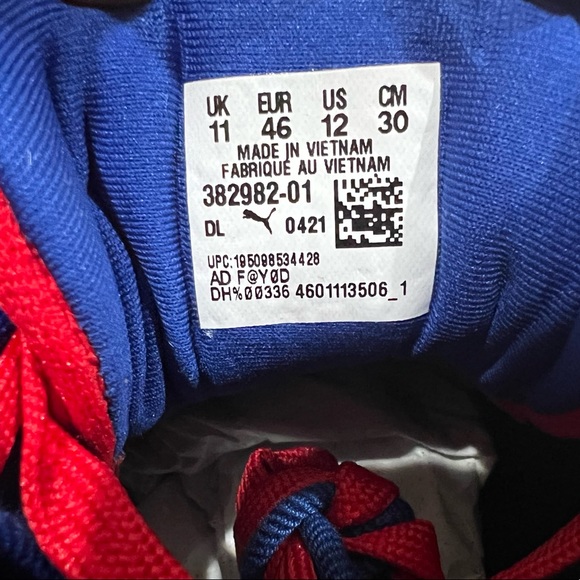 UK EUR US CM
11 46 12 30
MADE IN VIETNAM
FABRIQUÉ AU VIETNAM
382982-01
DL 0421
UPC:195098534428
AD F@Y0D
DH%00336 4601113506_1